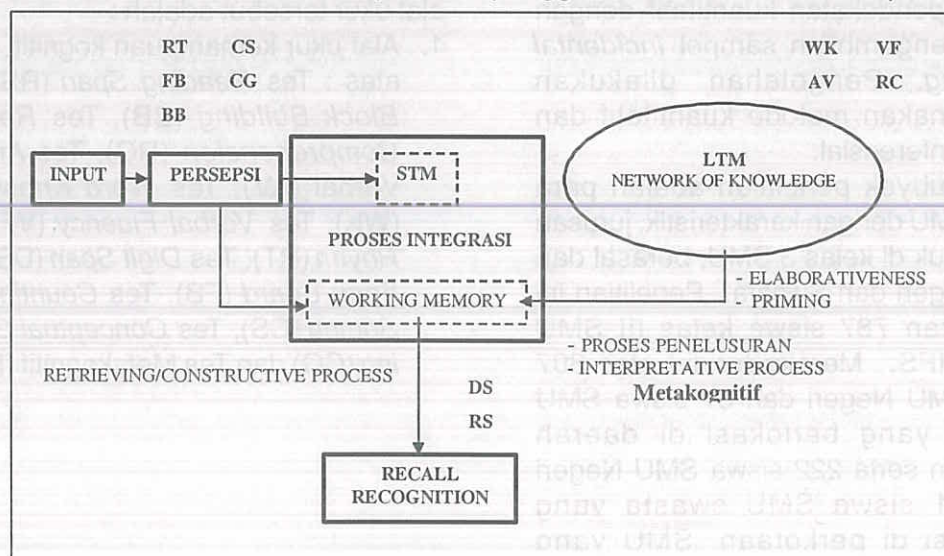 RT CS WK VF
FB CG AV RC
BB
INPUT PERSEPSI STM LTM
NETWORK OF KNOWLEDGE
PROSES INTEGRASI
WORKING MEMORY - ELABORATIVENESS
- PRIMING
- PROSES PENELUSURAN
- INTERPRETATIVE PROCESS
RETRIEVING/CONSTRUCTIVE PROCESS DS Metakognitif
RS
RECALL
RECOGNITION